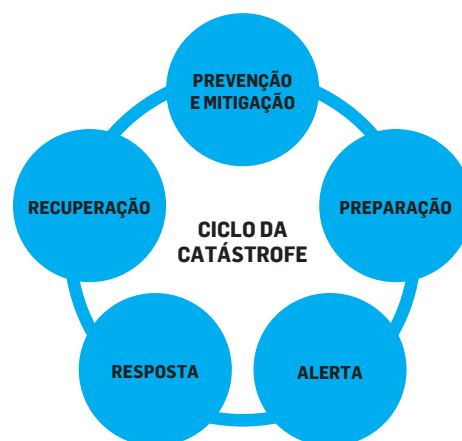 PREVENÇÃO
E MITIGAÇÃO
RECUPERAÇÃO
PREPARAÇÃO
CICLO DA
CATÁSTROFE
RESPOSTA
ALERTA